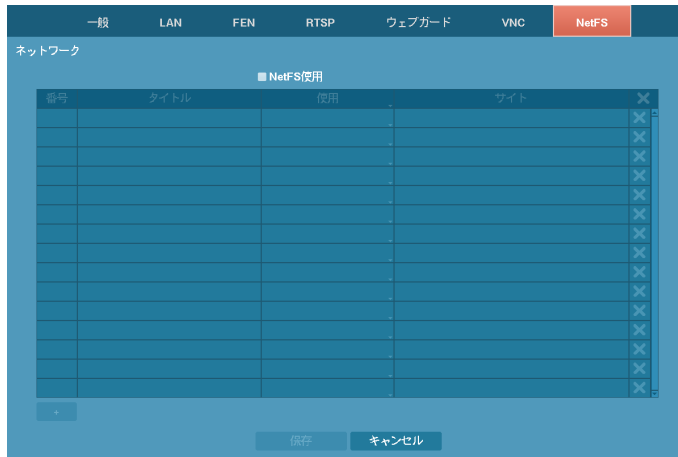 一般 LAN FEN RTSP ウェブガード VNC NetFS
ネットワーク
NetFS使用
番号 タイトル 使用 サイト
+
保存 キャンセル